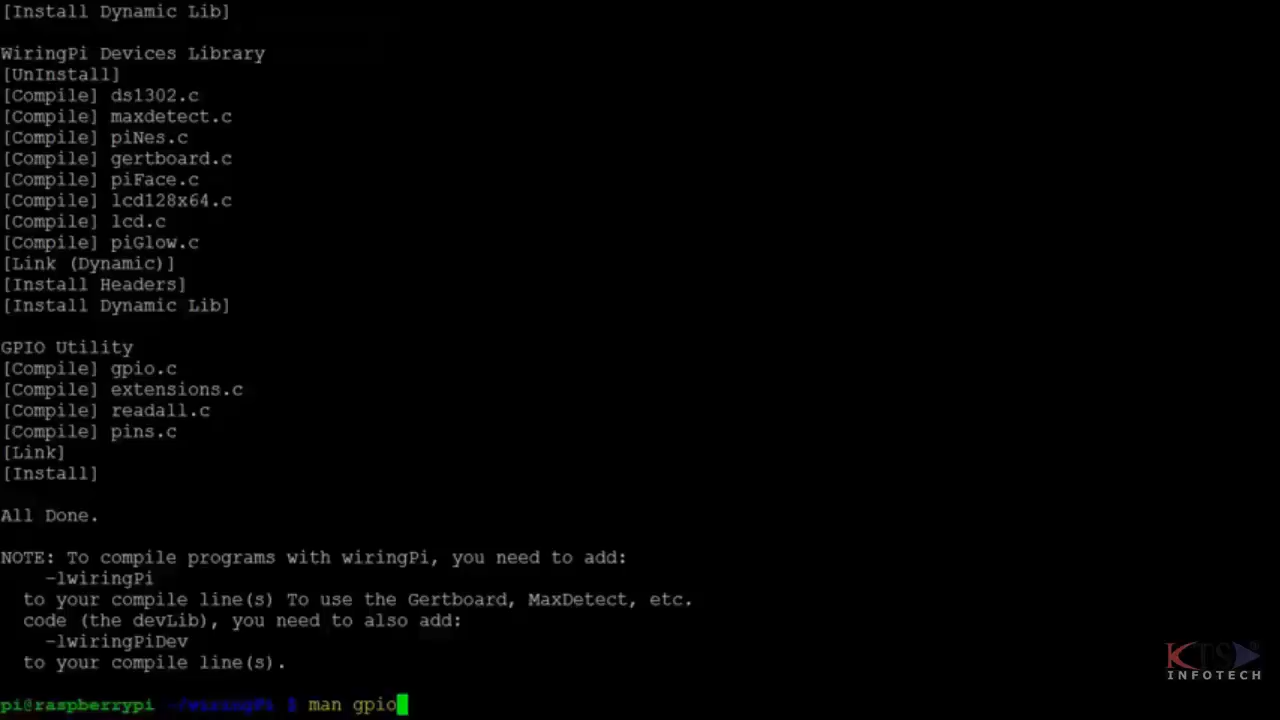 [Install Dynamic Lib]
WiringPi Devices Library
[UnInstall]
[Compile] ds1302.c
[Compile] maxdetect.c
[Compile] piNes.c
[Compile] gertboard.c
[Compile] piFace.c
[Compile] lcd128x64.c
[Compile] lcd.c
[Compile] piGlow.c
[Link (Dynamic)]
[Install Headers]
[Install Dynamic Lib]
GPIO Utility
[Compile] gpio.c
[Compile] extensions.c
[Compile] readall.c
[Compile] pins.c
[Link]
[Install]
All Done.
NOTE: To compile programs with wiringPi, you need to add:
-lwiringPi
to your compile line(s) To use the Gertboard, MaxDetect, etc.
code (the devLib), you need to also add:
-lwiringPiDev
to your compile line(s).
pi@raspberrypi ~/wiringPi $ man gpio
KTS
INFOTECH